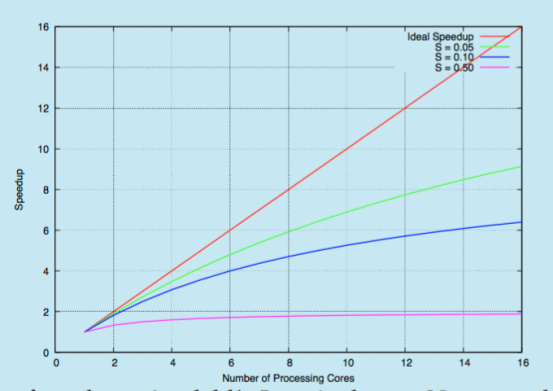 16
14
12
10
8
6
4
2
0
Speedup
Ideal Speedup
S = 0.05
S = 0.10
S = 0.50
0 2 4 6 8 10 12 14 16
Number of Processing Cores